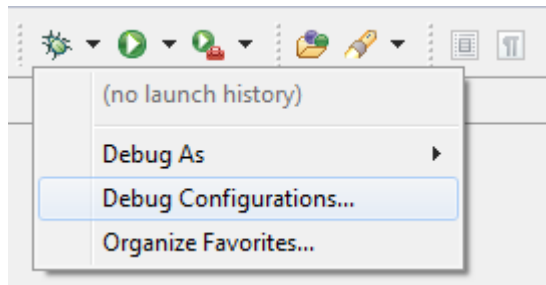 (no launch history)
Debug As
Debug Configurations...
Organize Favorites...